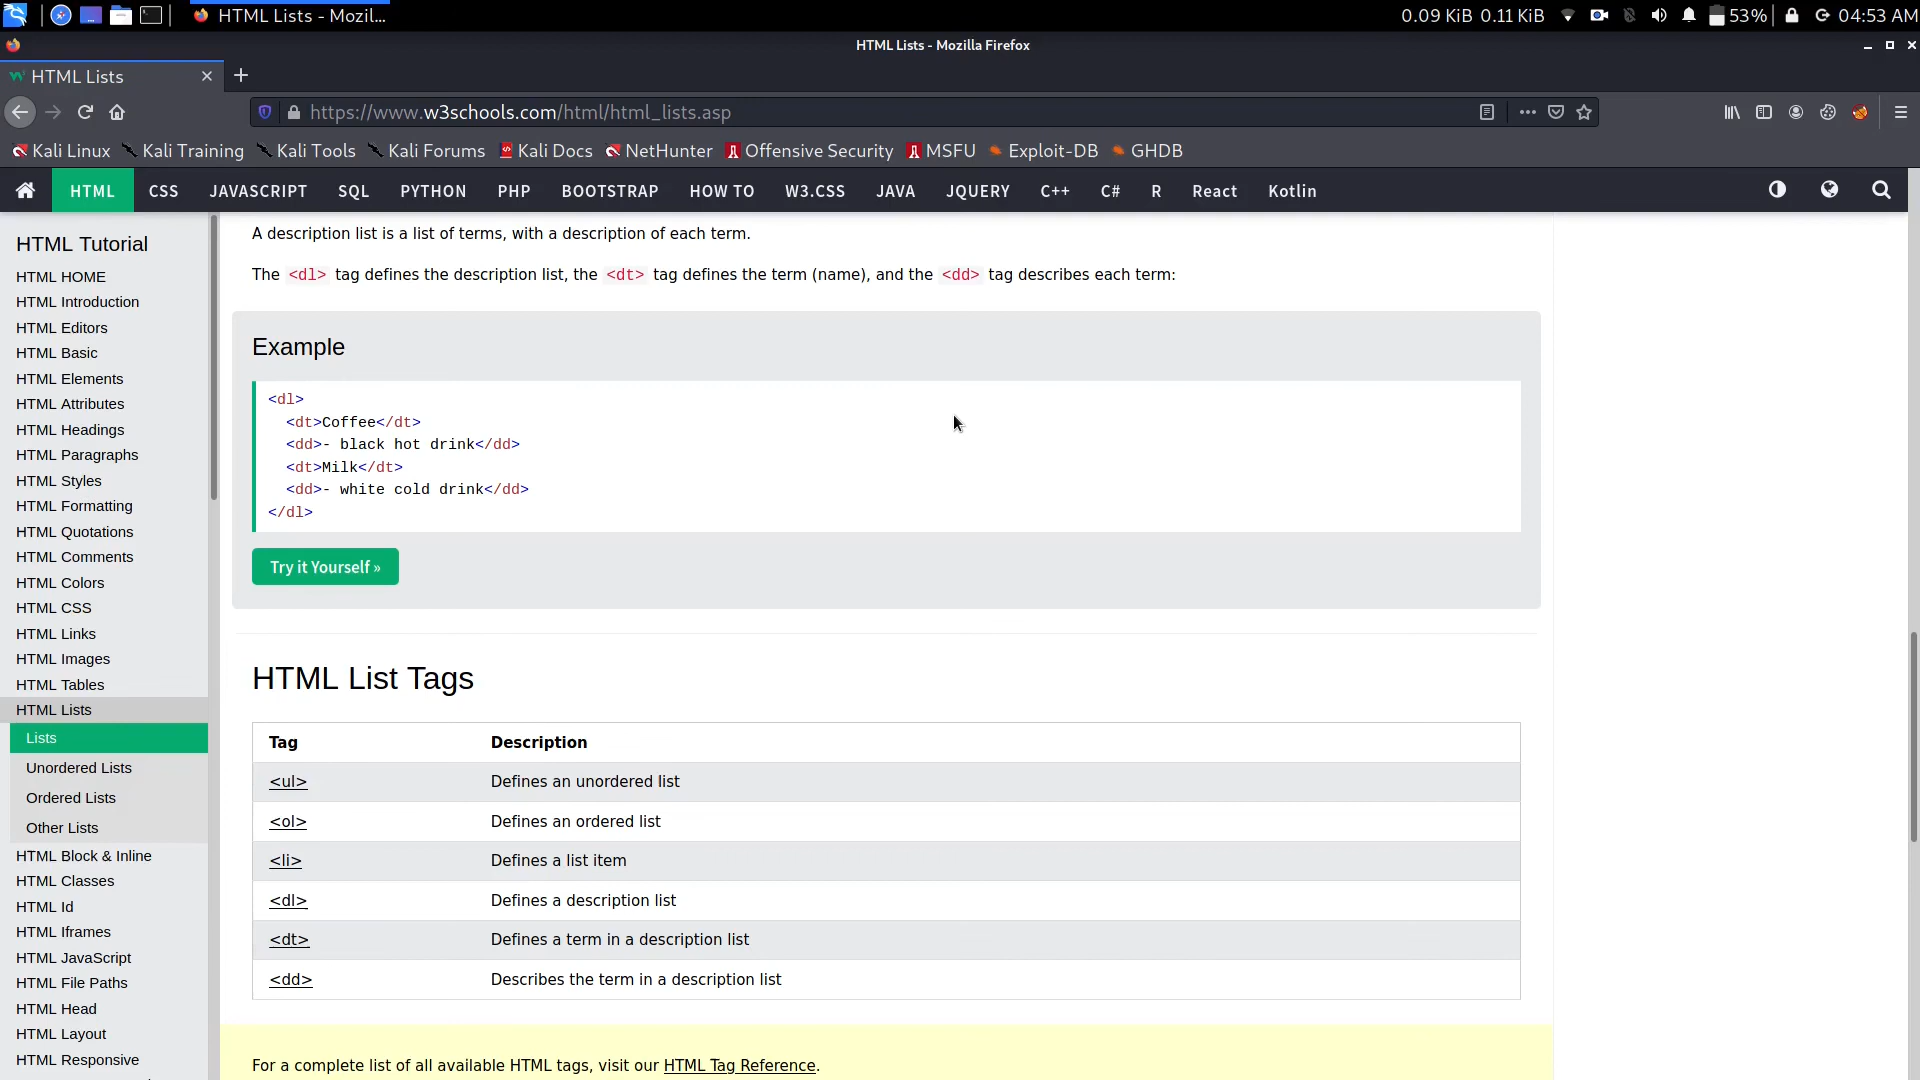 HTML Lists - Mozil...
0.09 KiB 0.11 KiB
53%
04:53 AM
HTML Lists - Mozilla Firefox
HTML Lists
https://www.w3schools.com/html/html_lists.asp
Kali Linux Kali Training Kali Tools Kali Forums Kali Docs NetHunter Offensive Security MSFU Exploit-DB GHDB
HTML CSS JAVASCRIPT SQL PYTHON PHP BOOTSTRAP HOW TO W3.CSS JAVA JQUERY C++ C# R React Kotlin
HTML Tutorial
HTML HOME
HTML Introduction
HTML Editors
HTML Basic
HTML Elements
HTML Attributes
HTML Headings
HTML Paragraphs
HTML Styles
HTML Formatting
HTML Quotations
HTML Comments
HTML Colors
HTML CSS
HTML Links
HTML Images
HTML Tables
HTML Lists
Lists
Unordered Lists
Ordered Lists
Other Lists
HTML Block & Inline
HTML Classes
HTML Id
HTML Iframes
HTML JavaScript
HTML File Paths
HTML Head
HTML Layout
HTML Responsive
A description list is a list of terms, with a description of each term.
The <dl> tag defines the description list, the <dt> tag defines the term (name), and the <dd> tag describes each term:
Example
<dl>
<dt>Coffee</dt>
<dd>- black hot drink</dd>
<dt>Milk</dt>
<dd>- white cold drink</dd>
</dl>
Try it Yourself »
HTML List Tags
Tag Description
<ul> Defines an unordered list
<ol> Defines an ordered list
<li> Defines a list item
<dl> Defines a description list
<dt> Defines a term in a description list
<dd> Describes the term in a description list
For a complete list of all available HTML tags, visit our HTML Tag Reference.